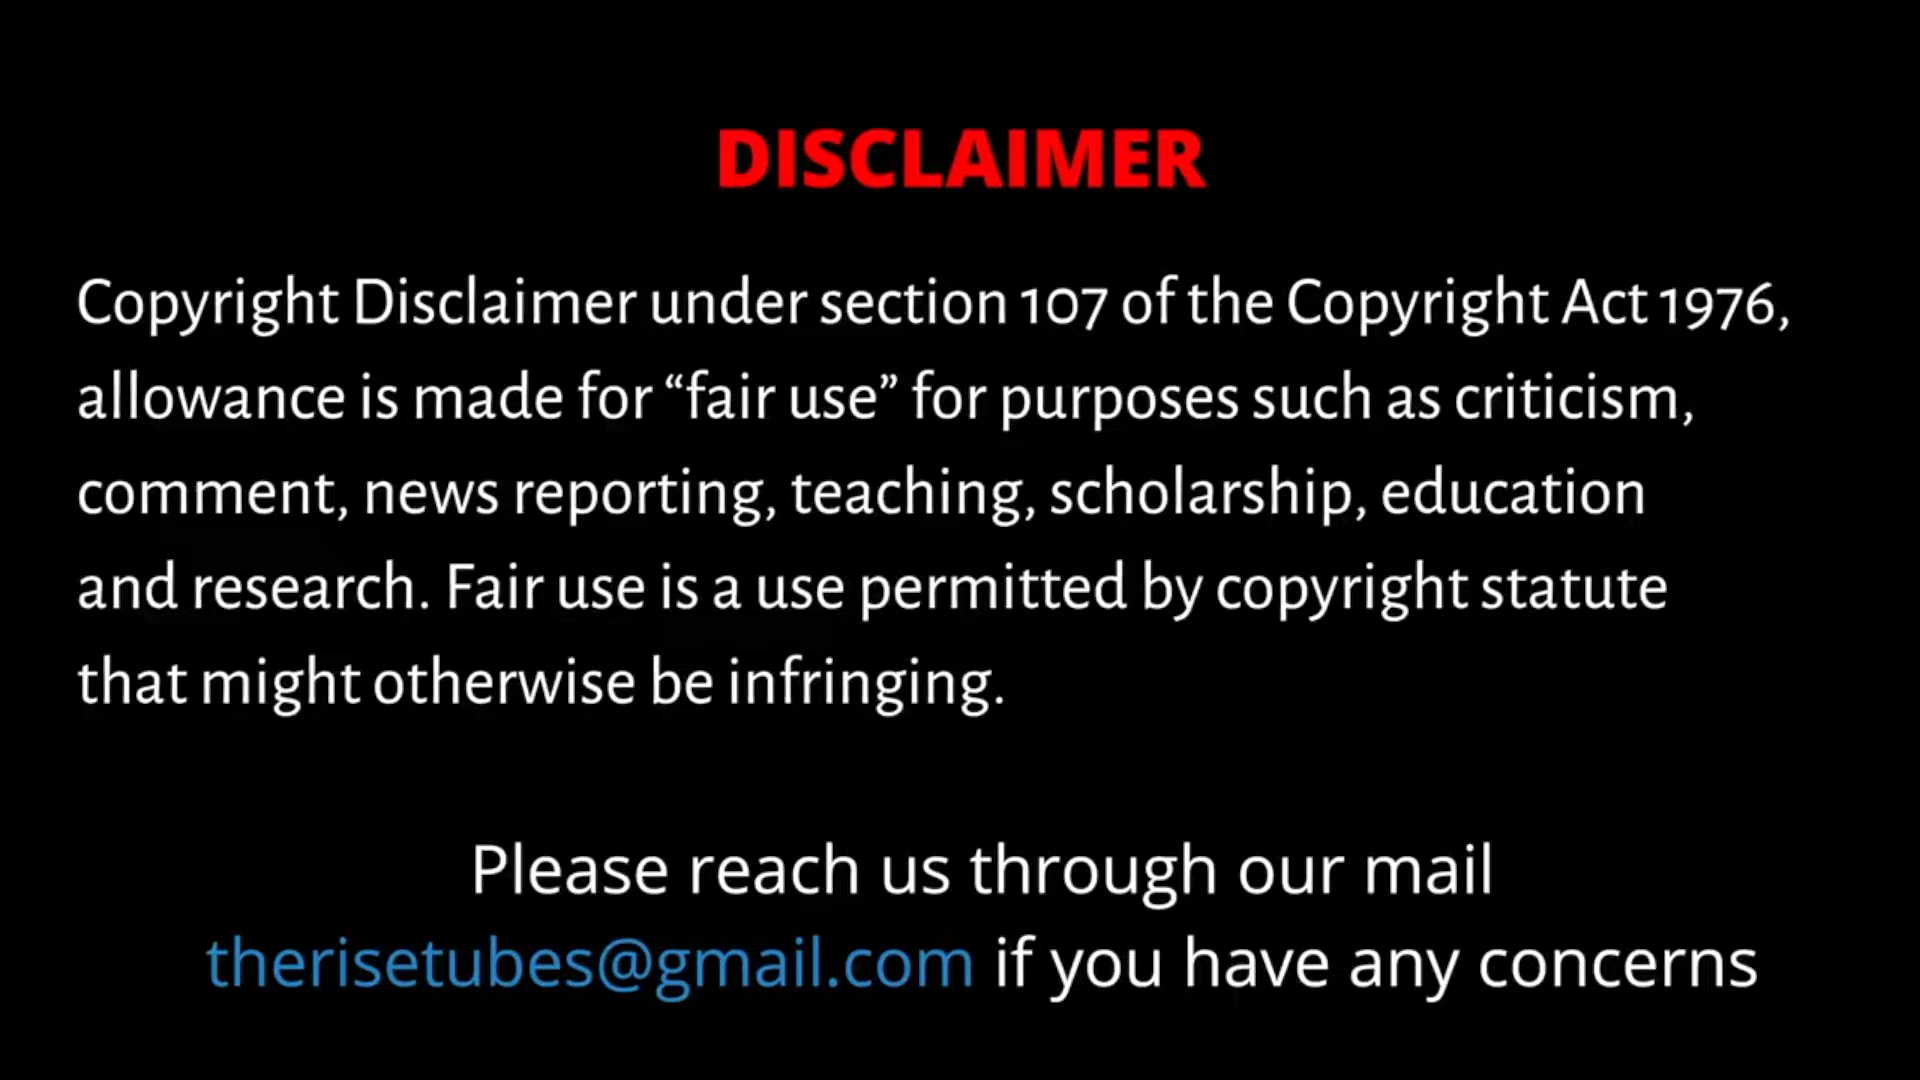 DISCLAIMER
Copyright Disclaimer under section 107 of the Copyright Act 1976,
allowance is made for “fair use” for purposes such as criticism,
comment, news reporting, teaching, scholarship, education
and research. Fair use is a use permitted by copyright statute
that might otherwise be infringing.
Please reach us through our mail
therisetubes@gmail.com if you have any concerns